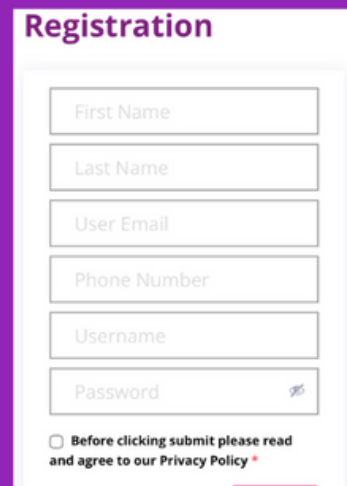 Registration
First Name
Last Name
User Email
Phone Number
Username
Password
Before clicking submit please read
and agree to our Privacy Policy *